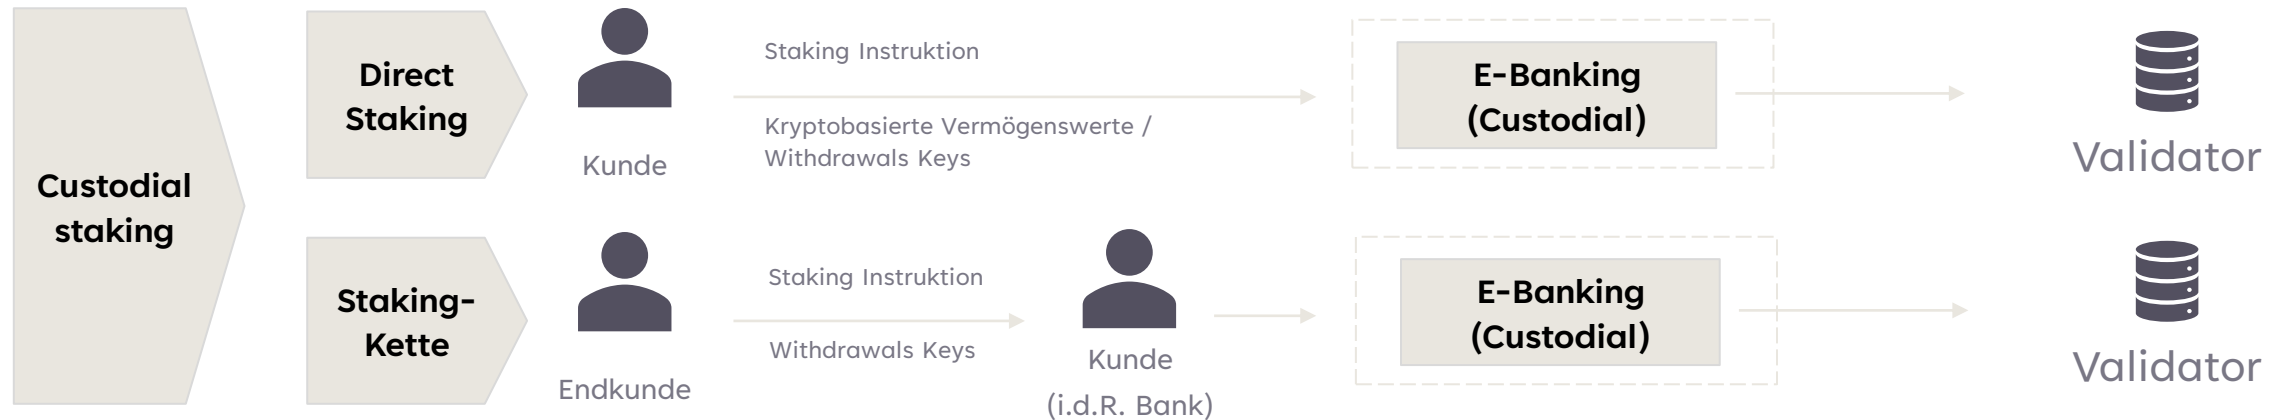 Custodial
staking
Direct
Staking
Kunde
Staking Instruktion
Kryptobasierte Vermögenswerte /
Withdrawals Keys
E-Banking
(Custodial)
Validator
Staking-
Kette
Endkunde
Staking Instruktion
Withdrawals Keys
Kunde
(i.d.R. Bank)
E-Banking
(Custodial)
Validator